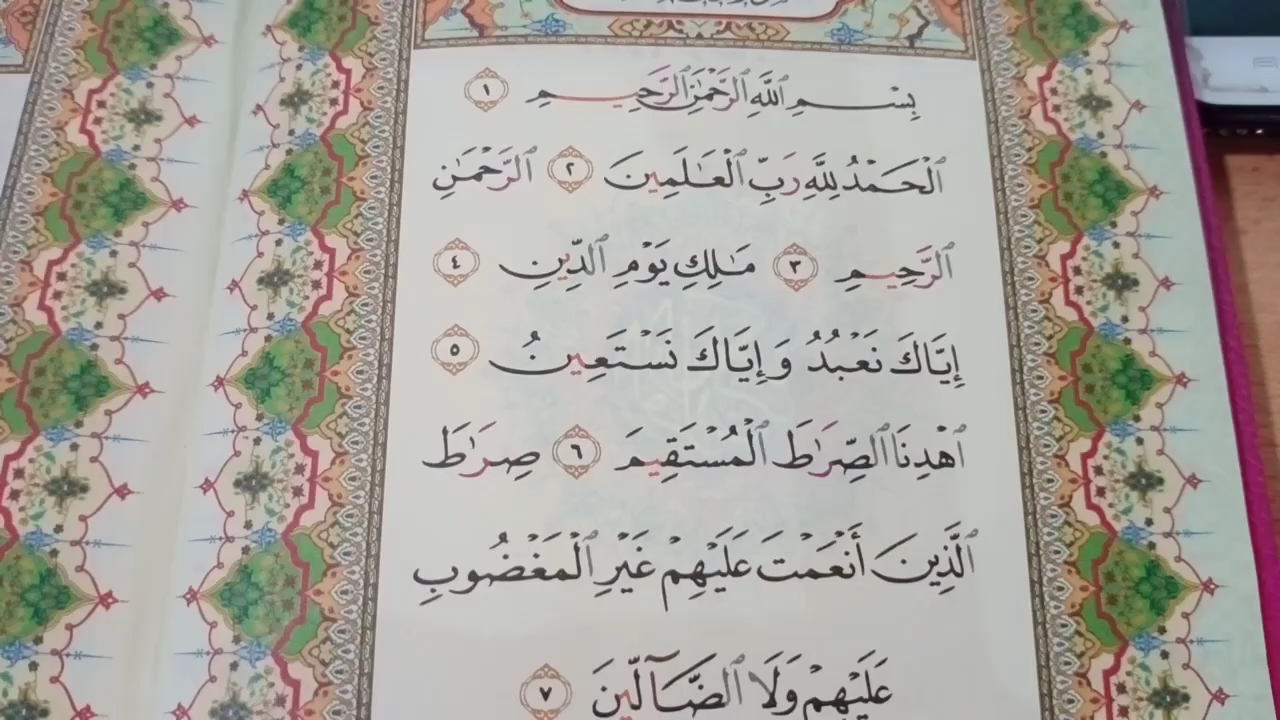 بِسۡمِ ٱللَّهِ ٱلرَّحۡمَٰنِ ٱلرَّحِيمِ ١
ٱلۡحَمۡدُ لِلَّهِ رَبِّ ٱلۡعَٰلَمِينَ ٢ ٱلرَّحۡمَٰنِ
ٱلرَّحِيمِ ٣ مَٰلِكِ يَوۡمِ ٱلدِّينِ ٤
إِيَّاكَ نَعۡبُدُ وَإِيَّاكَ نَسۡتَعِينُ ٥
ٱهۡدِنَا ٱلصِّرَٰطَ ٱلۡمُسۡتَقِيمَ ٦ صِرَٰطَ
ٱلَّذِينَ أَنۡعَمۡتَ عَلَيۡهِمۡ غَيۡرِ ٱلۡمَغۡضُوبِ
عَلَيۡهِمۡ وَلَا ٱلضَّآلِّينَ ٧